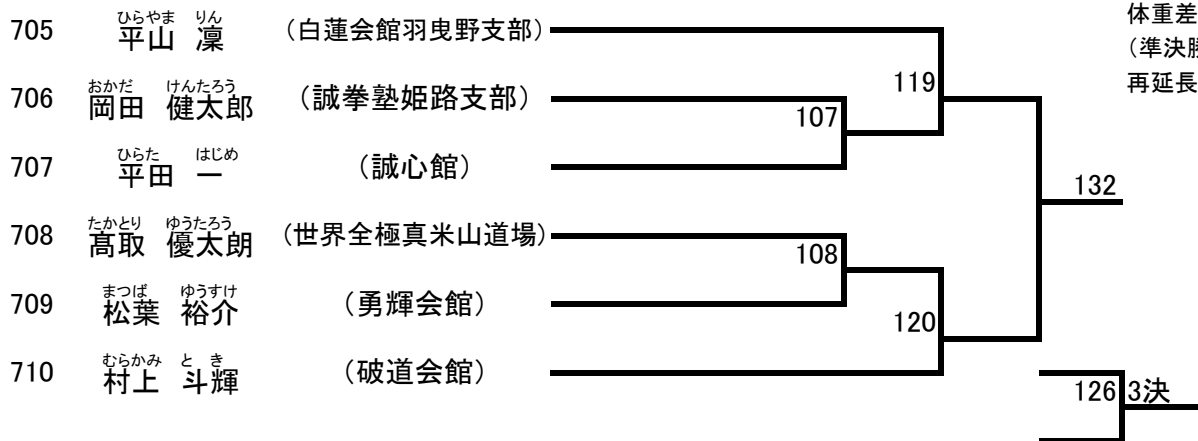 体重差
（準決勝
再延長
ひらやま りん
705 平山 凜 （白蓮会館羽曳野支部）
119
おかだ けんたろう
706 岡田 健太郎 （誠拳塾姫路支部）
107
ひらた はじめ
707 平田 一 （誠心館）
132
たかとり ゆうたろう
708 髙取 優太朗 （世界全極真米山道場）
108
まつば ゆうすけ
709 松葉 裕介 （勇輝会館）
120
むらかみ と き
710 村上 斗輝 （破道会館）
126 3決